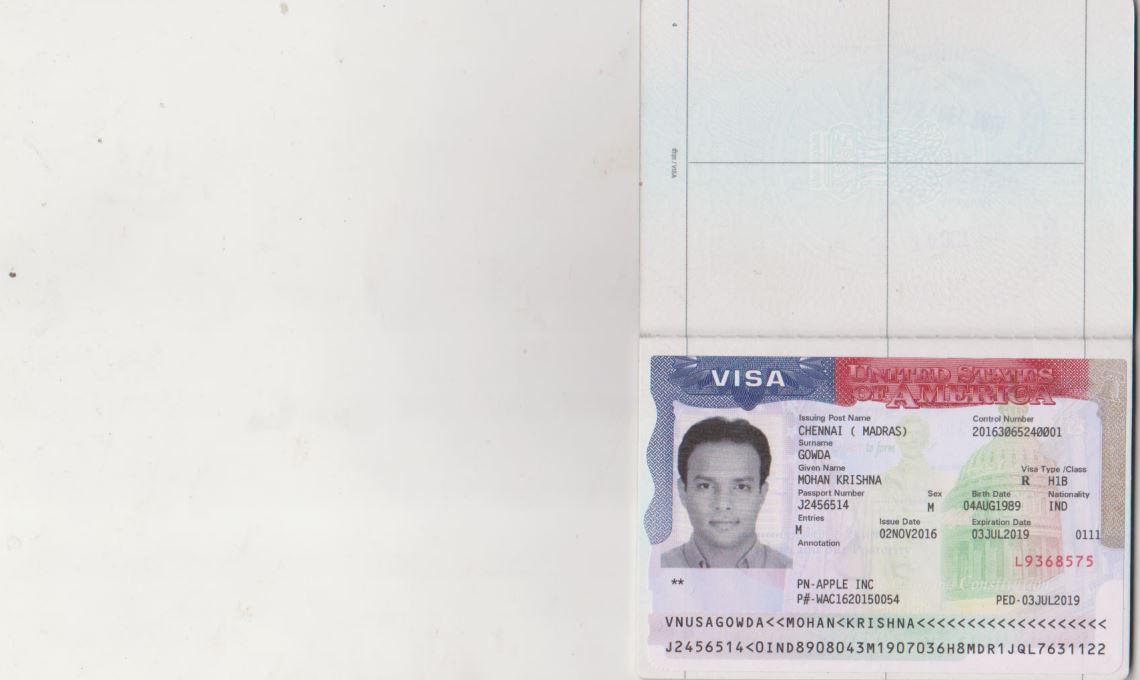 4
VISA
UNITED STATES OF AMERICA
Issuing Post Name
Control Number
CHENNAI ( MADRAS)
20163065240001
Surname
GOWDA
Given Name
Visa Type /Class
MOHAN KRISHNA
R H1B
Passport Number
Sex
Birth Date
Nationality
J2456514
M
04AUG1989
IND
Entries
Issue Date
Expiration Date
M
02NOV2016
03JUL2019
0111
Annotation
L9368575
**
PN-APPLE INC
P#-WAC1620150054
PED-03JUL2019
VNUSAGOWDA<<MOHAN<KRISHNA<<<<<<<<<<<<<<<<<<<
J2456514<0IND8908043M1907036H8MDR1JQL7631122